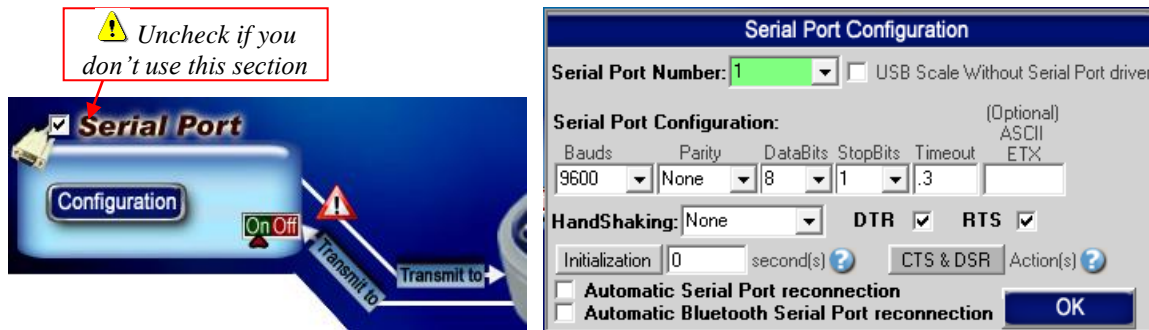 Uncheck if you
don't use this section
Serial Port
Configuration
On Off
Transmit to
Transmit to
Serial Port Configuration
Serial Port Number: 1 USB Scale Without Serial Port driver
(Optional)
Serial Port Configuration: ASCII
Bauds Parity DataBits StopBits Timeout ETX
9600 None 8 1 .3
HandShaking: None DTR RTS
Initialization 0 second(s) ? CTS & DSR Action(s) ?
Automatic Serial Port reconnection
Automatic Bluetooth Serial Port reconnection OK